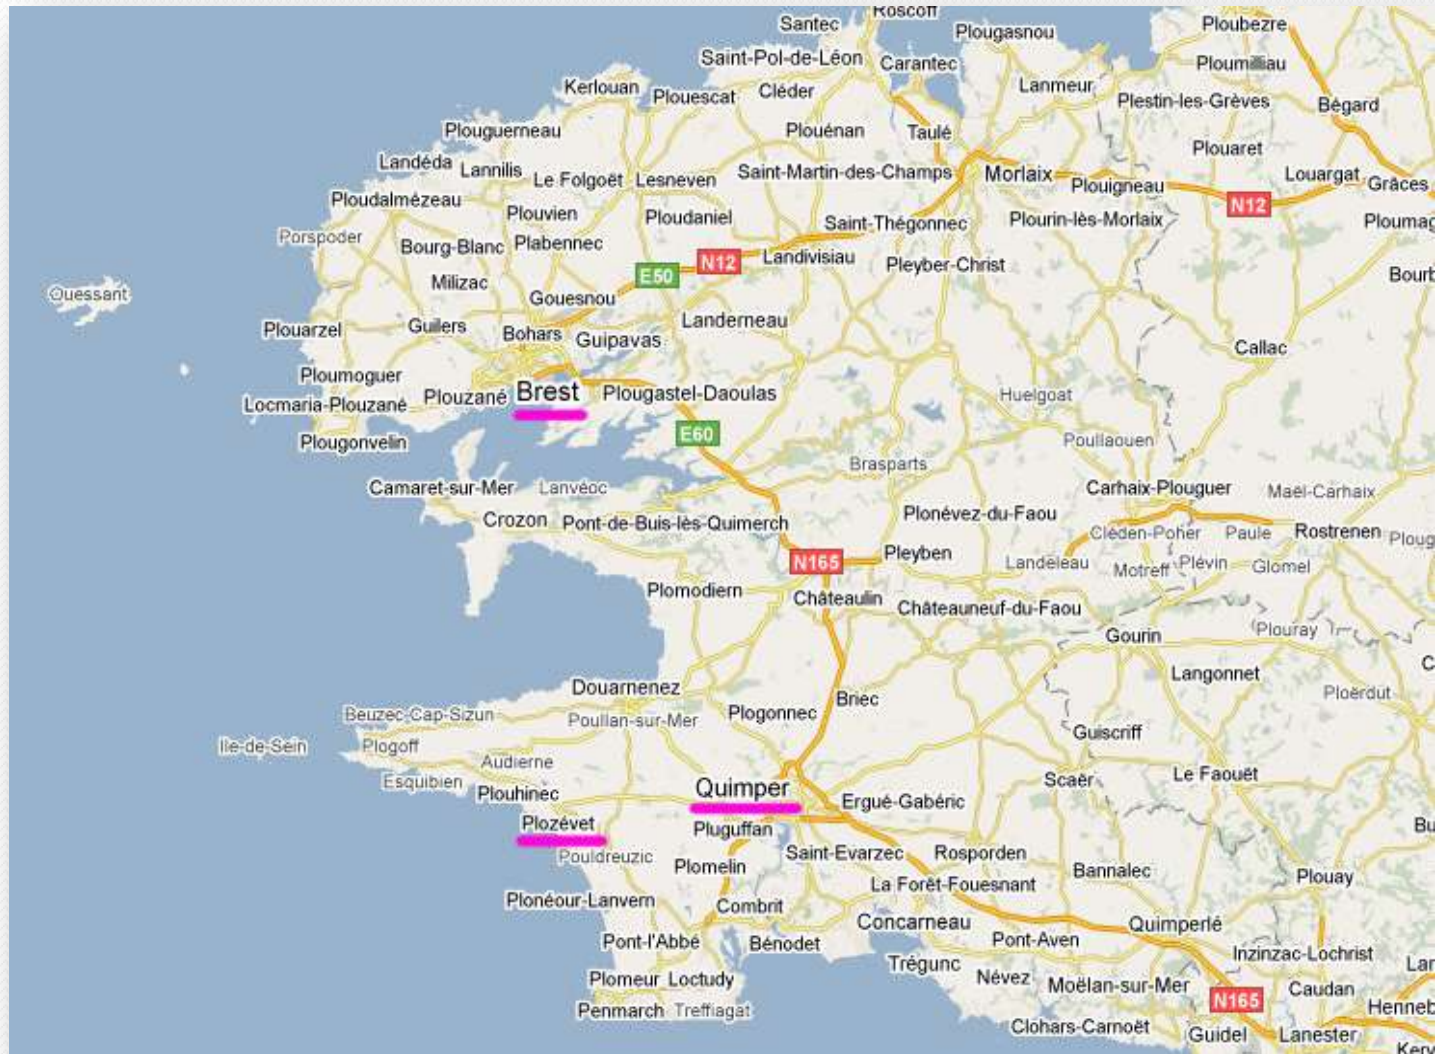 Roscoff
Santec
Plougasnou
Ploubezre
Saint-Pol-de-Léon
Carantec
Ploumilliau
Kerlouan
Plouescat
Cléder
Lanmeur
Plestin-les-Grèves
Bégard
Plouguerneau
Plouénan
Taulé
Plouaret
Landéda
Lannilis
Le Folgoët
Lesneven
Saint-Martin-des-Champs
Morlaix
Plouigneau
Louargat
Grâces
Ploudalmézeau
Plouvien
Ploudaniel
Saint-Thégonnec
Plourin-lès-Morlaix
N12
Ploumag
Porspoder
Bourg-Blanc
Plabennec
N12
Landivisiau
Pleyber-Christ
E50
Bourb
Milizac
Ouessant
Gouesnou
Plouarzel
Guilers
Bohars
Guipavas
Landerneau
Callac
Ploumoguer
Plouzané
Brest
Plougastel-Daoulas
Huelgoat
Locmaria-Plouzané
Plougonvelin
E60
Poullaouen
Brasparts
Camaret-sur-Mer
Lanvéoc
Carhaix-Plouguer
Maël-Carhaix
Crozon
Pont-de-Buis-lès-Quimerch
Plonévez-du-Faou
Cléden-Poher
Paule
Rostrenen
Ploug
N165
Pleyben
Landeleau
Motreff
Plévin
Glomel
Plomodiern
Châteaulin
Châteauneuf-du-Faou
Gourin
Plouray
Langonnet
C
Ploërdut
Douarnenez
Briec
Beuzec-Cap-Sizun
Poullan-sur-Mer
Plogonnec
Guiscriff
Ile-de-Sein
Plogoff
Audierne
Esquibien
Plouhinec
Quimper
Ergué-Gabéric
Scaër
Le Faouët
Plozévet
Pluguffan
Bu
Pouldreuzic
Plomelin
Saint-Evarzec
Rosporden
Bannalec
Plouay
La Forêt-Fouesnant
Plonéour-Lanvern
Combrit
Concarneau
Quimperlé
Pont-l'Abbé
Bénodet
Pont-Aven
Inzinzac-Lochrist
Plomeur
Loctudy
Trégunc
Névez
Moëlan-sur-Mer
Lar
Caudan
Penmarch
Treffiagat
N165
Henneb
Clohars-Carnoët
Guidel
Lanester
Kerv